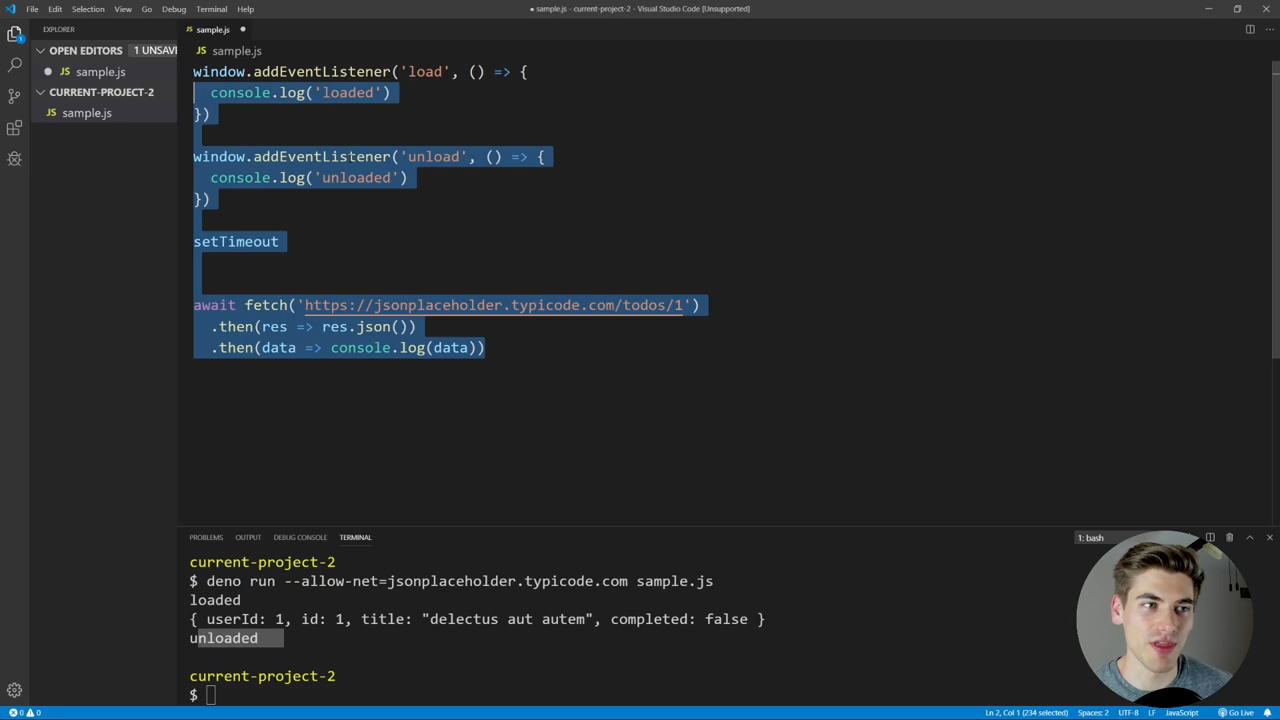 File Edit Selection View Go Debug Terminal Help
● sample.js - current-project-2 - Visual Studio Code [Unsupported]
EXPLORER
OPEN EDITORS 1 UNSAV
sample.js
CURRENT-PROJECT-2
JS sample.js
JS sample.js ●
JS sample.js
window.addEventListener('load', () => {
console.log('loaded')
})
window.addEventListener('unload', () => {
console.log('unloaded')
})
setTimeout
await fetch('https://jsonplaceholder.typicode.com/todos/1')
.then(res => res.json())
.then(data => console.log(data))
PROBLEMS OUTPUT DEBUG CONSOLE TERMINAL
1: bash
current-project-2
$ deno run --allow-net=jsonplaceholder.typicode.com sample.js
loaded
{ userId: 1, id: 1, title: "delectus aut autem", completed: false }
unloaded
current-project-2
$
0 0
Ln 2, Col 1 (234 selected) Spaces: 2 UTF-8 LF JavaScript Go Live